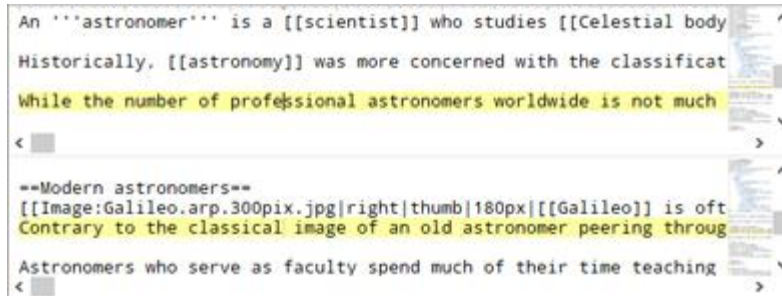 An '''astronomer''' is a [[scientist]] who studies [[Celestial body
Historically, [[astronomy]] was more concerned with the classificat
While the number of professional astronomers worldwide is not much
==Modern astronomers==
[[Image:Galileo.arp.300pix.jpg|right|thumb|180px|[[Galileo]] is oft
Contrary to the classical image of an old astronomer peering throug
Astronomers who serve as faculty spend much of their time teaching